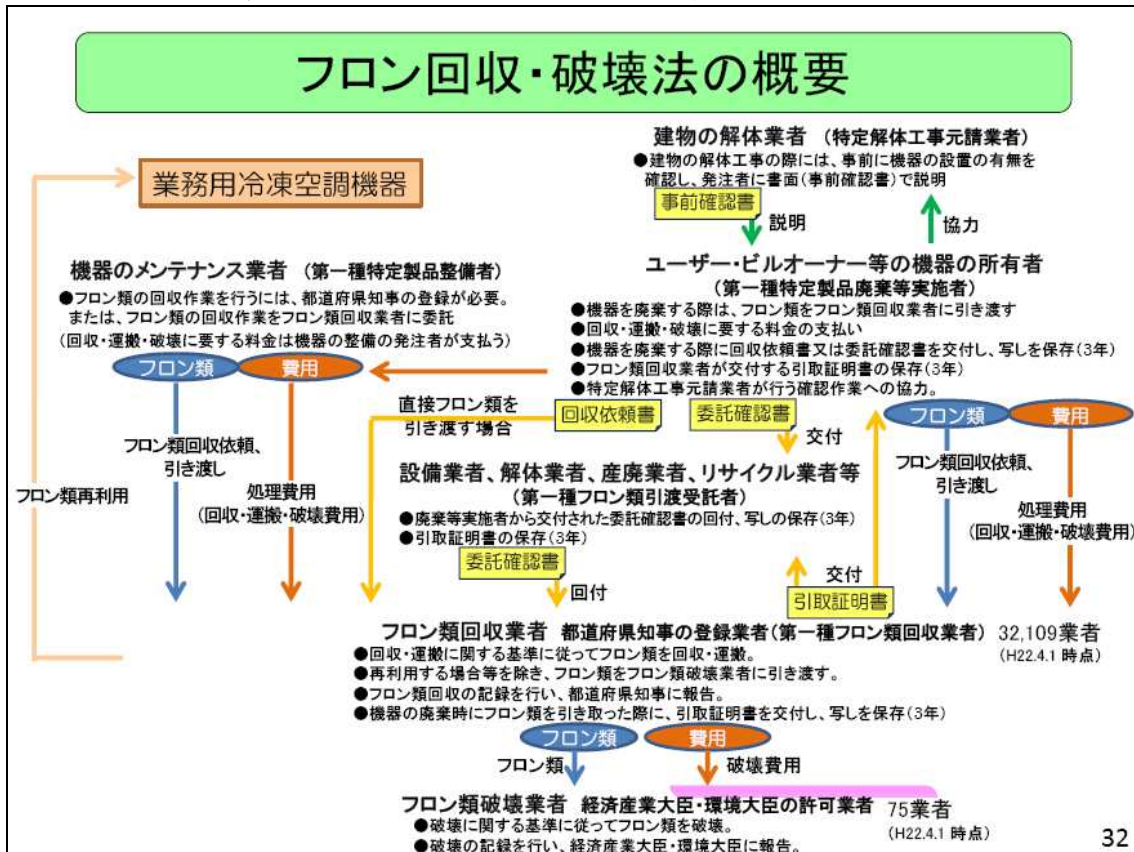 フロン回収・破壊法の概要
建物の解体業者 (特定解体工事元請業者)
●建物の解体工事の際には、事前に機器の設置の有無を
確認し、発注者に書面(事前確認書)で説明
業務用冷凍空調機器
事前確認書
説明
協力
機器のメンテナンス業者 (第一種特定製品整備者)
●フロン類の回収作業を行うには、都道府県知事の登録が必要。
または、フロン類の回収作業をフロン類回収業者に委託
(回収・運搬・破壊に要する料金は機器の整備の発注者が支払う)
ユーザー・ビルオーナー等の機器の所有者
(第一種特定製品廃棄等実施者)
●機器を廃棄する際は、フロン類をフロン類回収業者に引き渡す
●回収・運搬・破壊に要する料金の支払い
●機器を廃棄する際に回収依頼書又は委託確認書を交付し、写しを保存(3年)
●フロン類回収業者が交付する引取証明書の保存(3年)
●特定解体工事元請業者が行う確認作業への協力。
フロン類
費用
直接フロン類を
引き渡す場合
回収依頼書
委託確認書
交付
フロン類
費用
フロン類回収依頼、
引き渡し
処理費用
(回収・運搬・破壊費用)
フロン類再利用
設備業者、解体業者、産廃業者、リサイクル業者等
(第一種フロン類引渡受託者)
●廃棄等実施者から交付された委託確認書の回付、写しの保存(3年)
●引取証明書の保存(3年)
フロン類回収依頼、
引き渡し
処理費用
(回収・運搬・破壊費用)
委託確認書
回付
交付
引取証明書
フロン類回収業者 都道府県知事の登録業者(第一種フロン類回収業者) 32,109業者
(H22.4.1 時点)
●回収・運搬に関する基準に従ってフロン類を回収・運搬。
●再利用する場合等を除き、フロン類をフロン類破壊業者に引き渡す。
●フロン類回収の記録を行い、都道府県知事に報告。
●機器の廃棄時にフロン類を引き取った際に、引取証明書を交付し、写しを保存(3年)
フロン類
費用
フロン類
破壊費用
フロン類破壊業者 経済産業大臣・環境大臣の許可業者 75業者
(H22.4.1 時点)
●破壊に関する基準に従ってフロン類を破壊。
●破壊の記録を行い、経済産業大臣・環境大臣に報告。
32